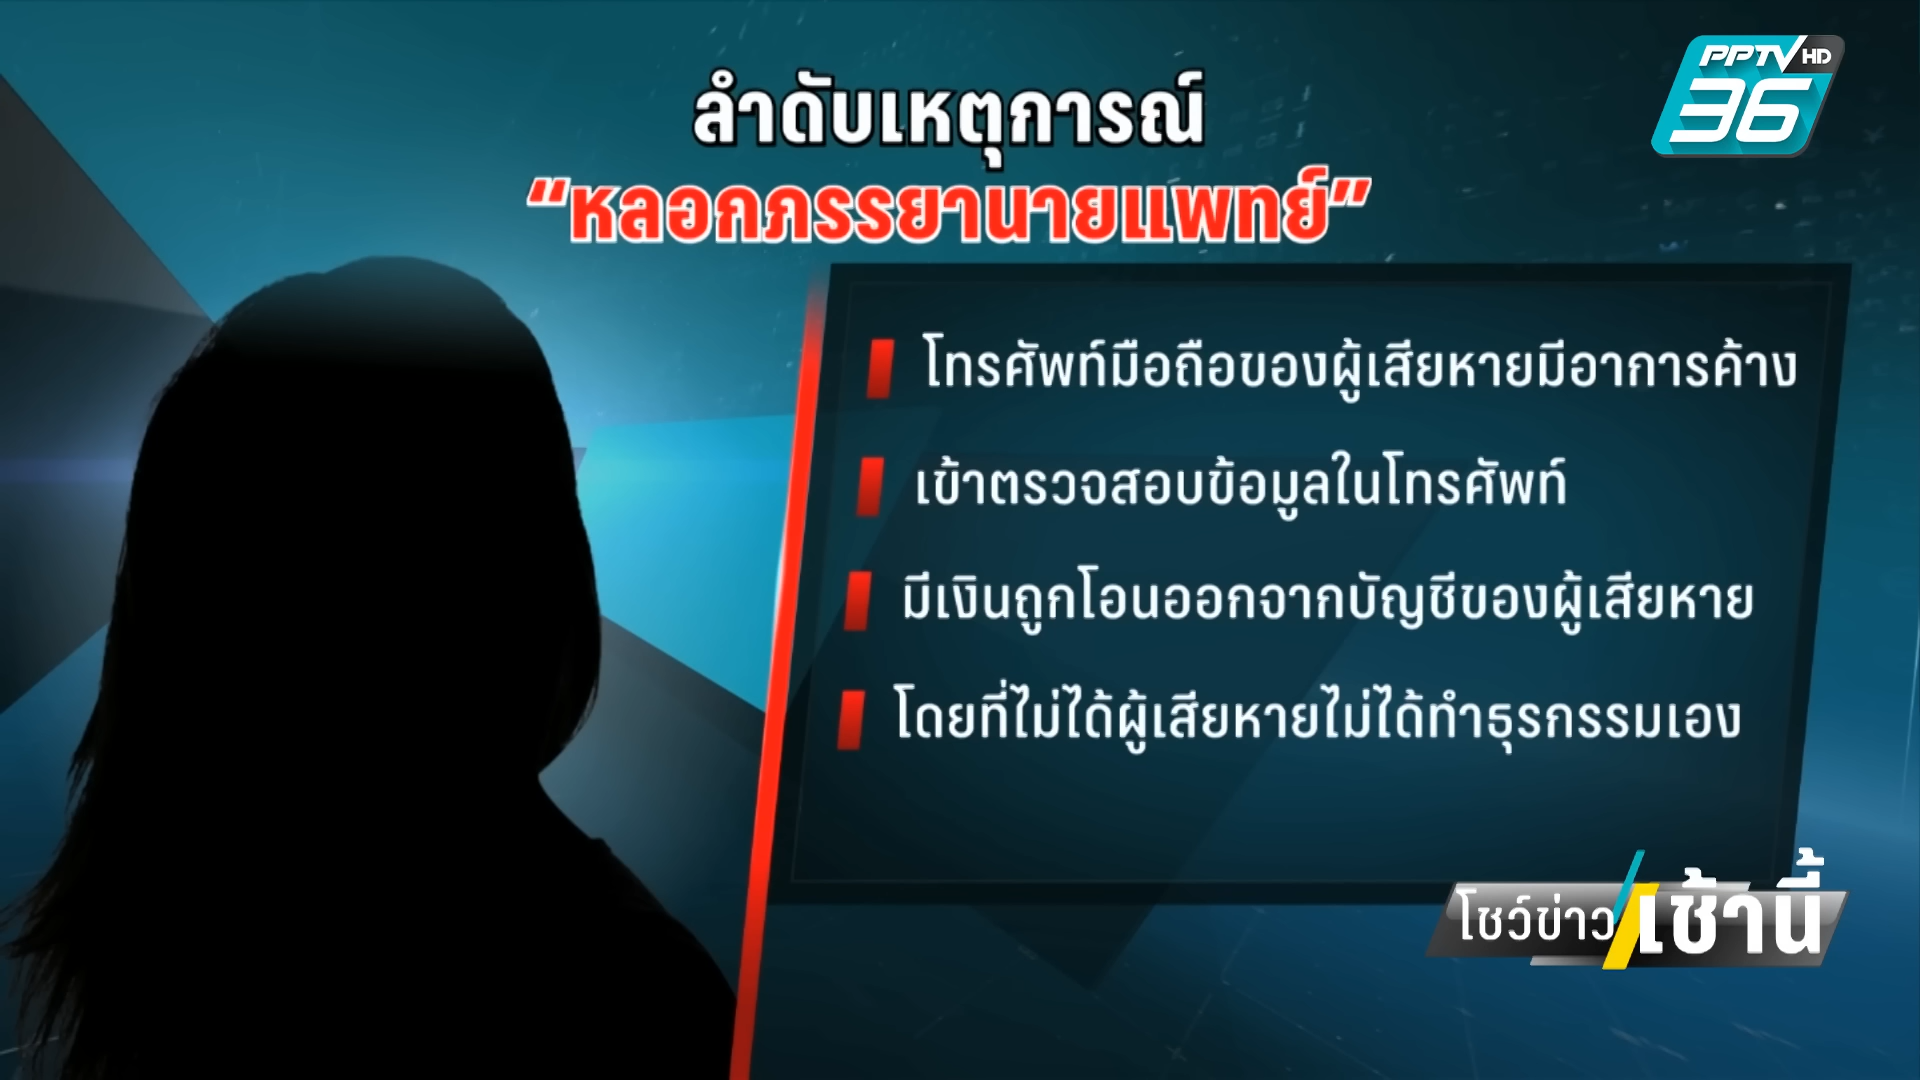 PPTV HD
36
ลำดับเหตุการณ์
“หลอกภรรยานายแพทย์”
โทรศัพท์มือถือของผู้เสียหายมีอาการค้าง
เข้าตรวจสอบข้อมูลในโทรศัพท์
มีเงินถูกโอนออกจากบัญชีของผู้เสียหาย
โดยที่ไม่ได้ผู้เสียหายไม่ได้ทำธุรกรรมเอง
โชว์ข่าว เช้านี้